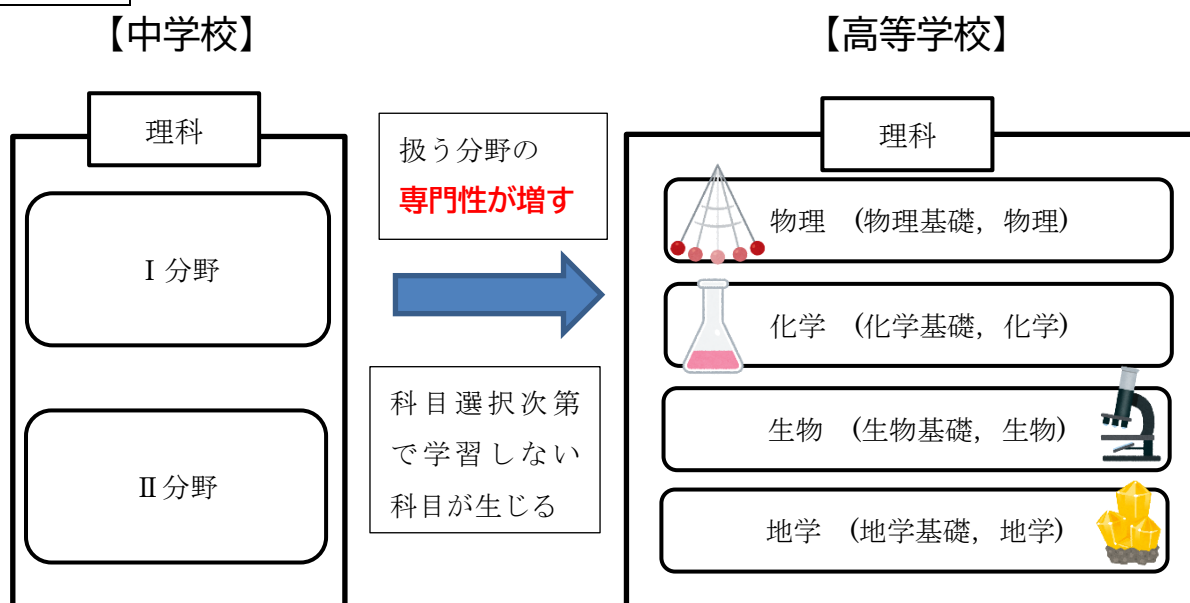 【中学校】
【高等学校】
理科
Ⅰ分野
Ⅱ分野
扱う分野の
専門性が増す
科目選択次第
で学習しない
科目が生じる
理科
物理 (物理基礎, 物理)
化学 (化学基礎, 化学)
生物 (生物基礎, 生物)
地学 (地学基礎, 地学)